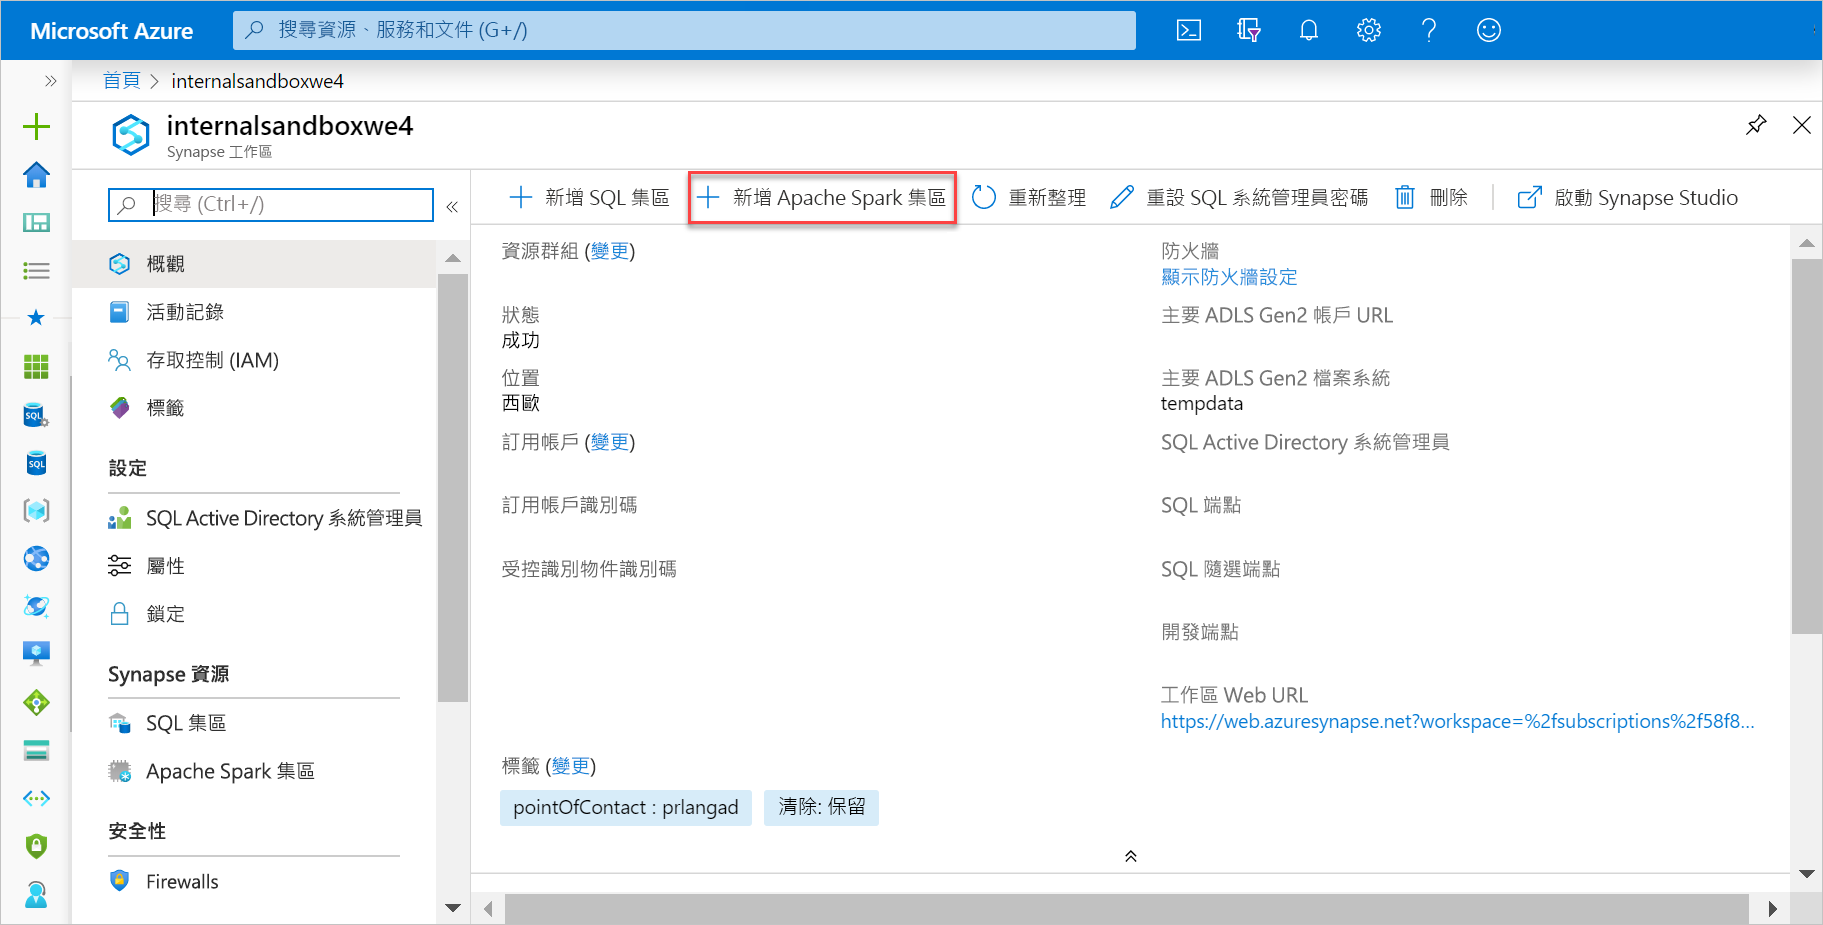 Microsoft Azure
搜尋資源、服務和文件 (G+/)
首頁 > internalsandboxwe4
internalsandboxwe4
Synapse 工作區
搜尋 (Ctrl+/)
概觀
活動記錄
存取控制 (IAM)
標籤
設定
SQL Active Directory 系統管理員
屬性
鎖定
Synapse 資源
SQL 集區
Apache Spark 集區
安全性
Firewalls
新增 SQL 集區
新增 Apache Spark 集區
重新整理
重設 SQL 系統管理員密碼
刪除
啟動 Synapse Studio
資源群組 (變更)
狀態
成功
位置
西歐
訂用帳戶 (變更)
訂用帳戶識別碼
受控識別物件識別碼
防火牆
顯示防火牆設定
主要 ADLS Gen2 帳戶 URL
主要 ADLS Gen2 檔案系統
tempdata
SQL Active Directory 系統管理員
SQL 端點
SQL 隨選端點
開發端點
工作區 Web URL
https://web.azuresynapse.net?workspace=%2fsubscriptions%2f58f8...
標籤 (變更)
pointOfContact : prlangad
清除: 保留
SQL
SQL